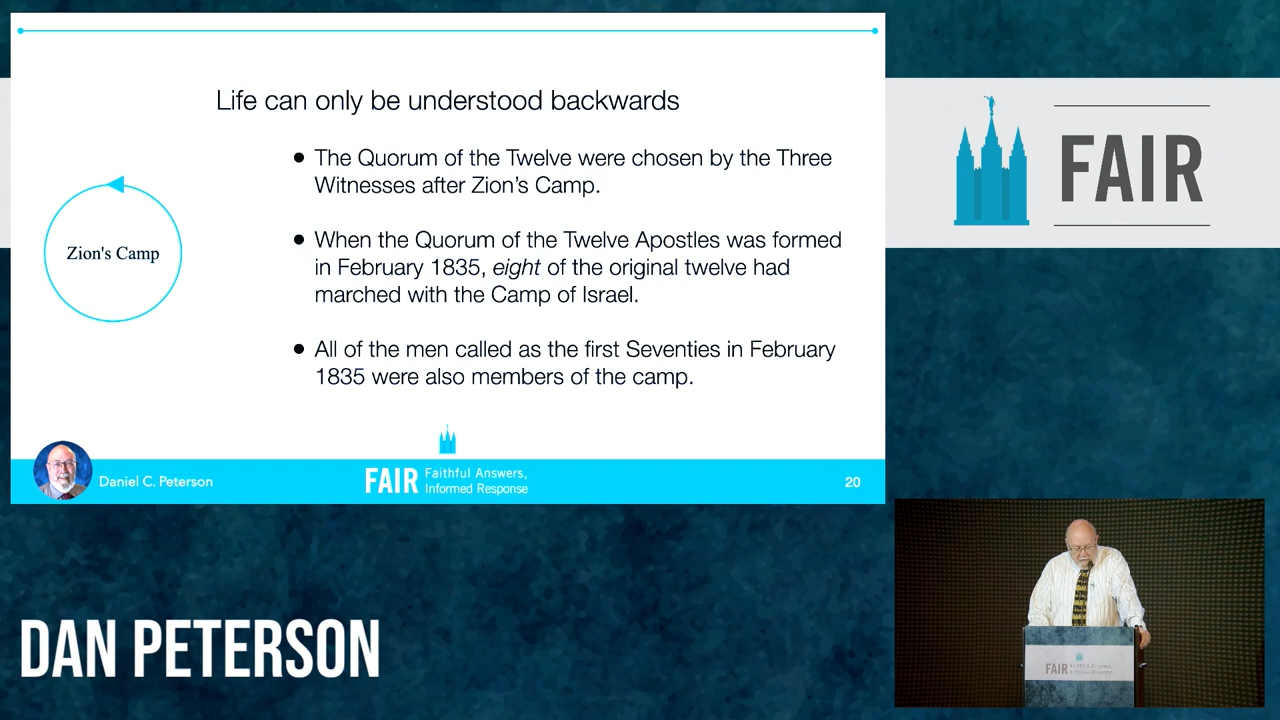 Life can only be understood backwards
Zion's Camp
● The Quorum of the Twelve were chosen by the Three
Witnesses after Zion’s Camp.
● When the Quorum of the Twelve Apostles was formed
in February 1835, eight of the original twelve had
marched with the Camp of Israel.
● All of the men called as the first Seventies in February
1835 were also members of the camp.
Daniel C. Peterson
FAIR
Faithful Answers,
Informed Response
20
FAIR
DAN PETERSON
FAIR